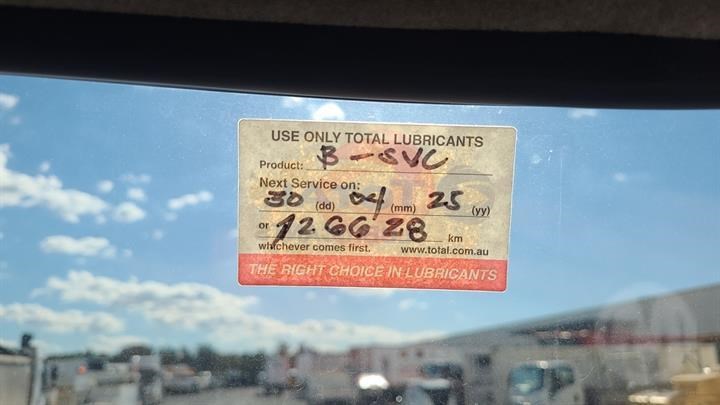 USE ONLY TOTAL LUBRICANTS
Product: B-SVC
Next Service on:
30 (dd) 04 (mm) 25 (yy)
or 126628 km
whichever comes first. www.total.com.au
THE RIGHT CHOICE IN LUBRICANTS